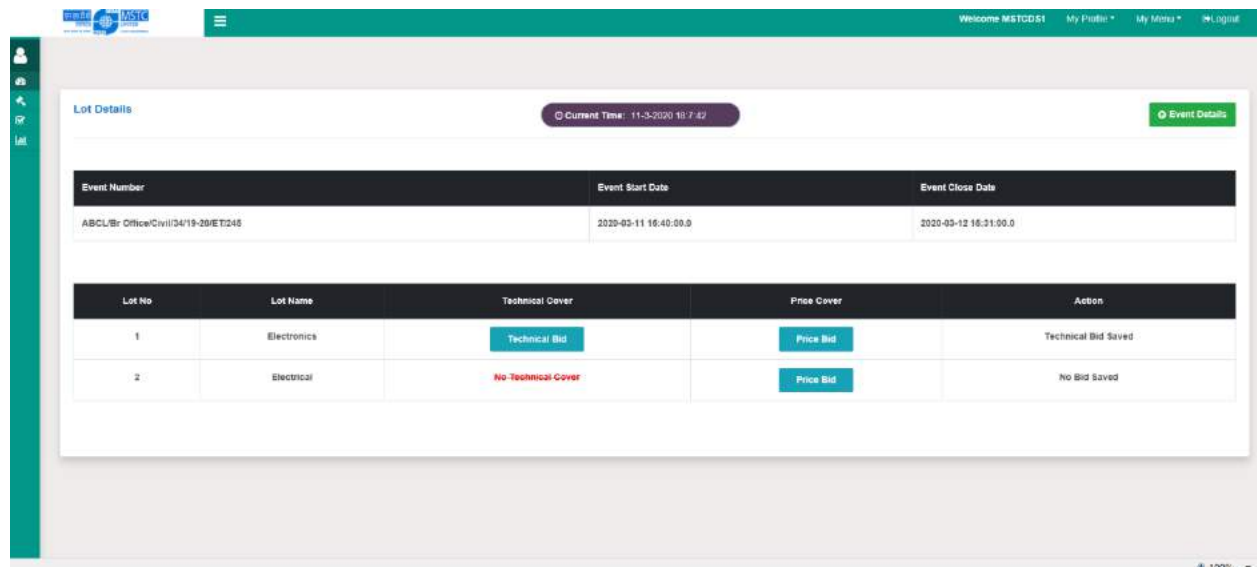 MSTC
Welcome MSTCDS1 My Profile My Menu Logout
Lot Details
Current Time: 11-3-2020 18:7:42
Event Details
Event Number Event Start Date Event Close Date
ABCL/Br Office/Civil/34/19-20/ET/245 2020-03-11 16:40:00.0 2020-03-12 16:31:00.0
Lot No Lot Name Technical Cover Price Cover Action
1 Electronics Technical Bid Price Bid Technical Bid Saved
2 Electrical No Technical Cover Price Bid No Bid Saved
100%